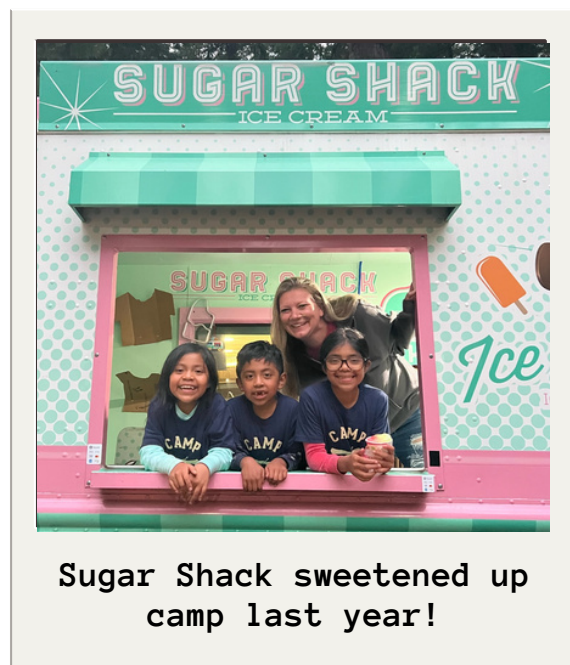 SUGAR SHACK
ICE CREAM
SUGAR SHACK
Ice
CAMP
CAMP
CAMP
Sugar Shack sweetened up
camp last year!